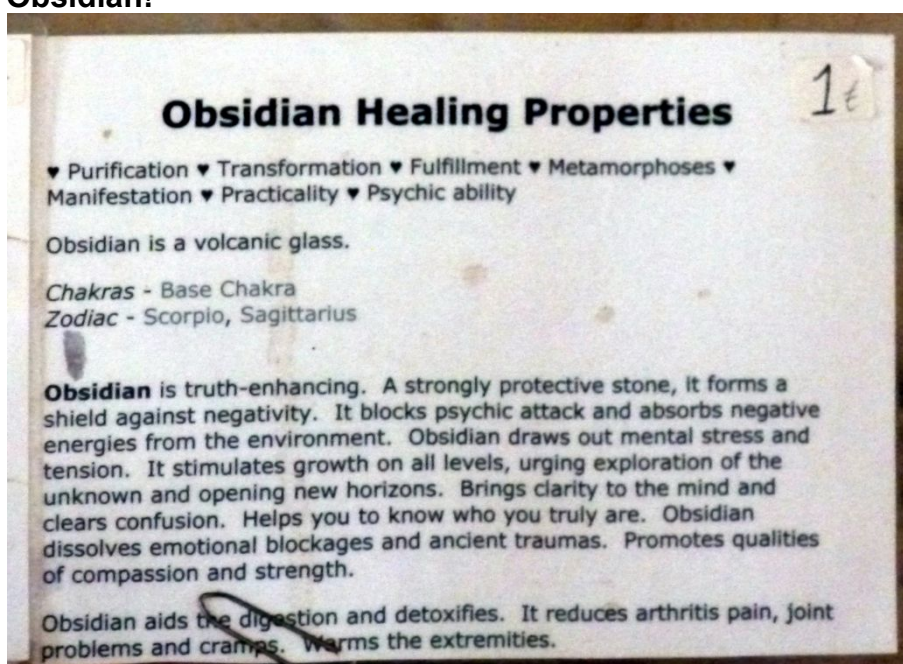 Obsidian!
1€
Obsidian Healing Properties
♥ Purification ♥ Transformation ♥ Fulfillment ♥ Metamorphoses ♥
Manifestation ♥ Practicality ♥ Psychic ability
Obsidian is a volcanic glass.
Chakras - Base Chakra
Zodiac - Scorpio, Sagittarius
Obsidian is truth-enhancing. A strongly protective stone, it forms a
shield against negativity. It blocks psychic attack and absorbs negative
energies from the environment. Obsidian draws out mental stress and
tension. It stimulates growth on all levels, urging exploration of the
unknown and opening new horizons. Brings clarity to the mind and
clears confusion. Helps you to know who you truly are. Obsidian
dissolves emotional blockages and ancient traumas. Promotes qualities
of compassion and strength.
Obsidian aids the digestion and detoxifies. It reduces arthritis pain, joint
problems and cramps. Warms the extremities.